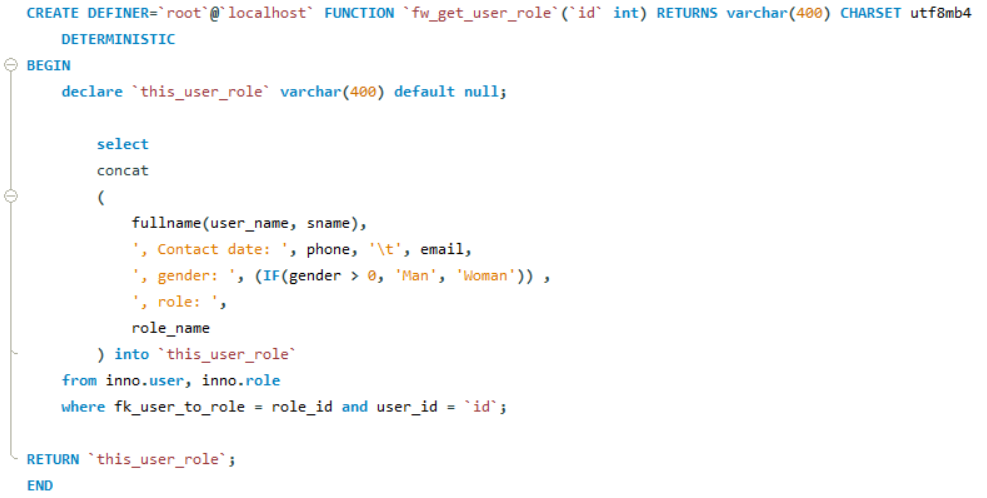 CREATE DEFINER=`root`@`localhost` FUNCTION `fw_get_user_role`(`id` int) RETURNS varchar(400) CHARSET utf8mb4
DETERMINISTIC
BEGIN
declare `this_user_role` varchar(400) default null;
select
concat
(
fullname(user_name, sname),
', Contact date: ', phone, '\t', email,
', gender: ', (IF(gender > 0, 'Man', 'Woman')) ,
', role: ',
role_name
) into `this_user_role`
from inno.user, inno.role
where fk_user_to_role = role_id and user_id = `id`;
RETURN `this_user_role`;
END